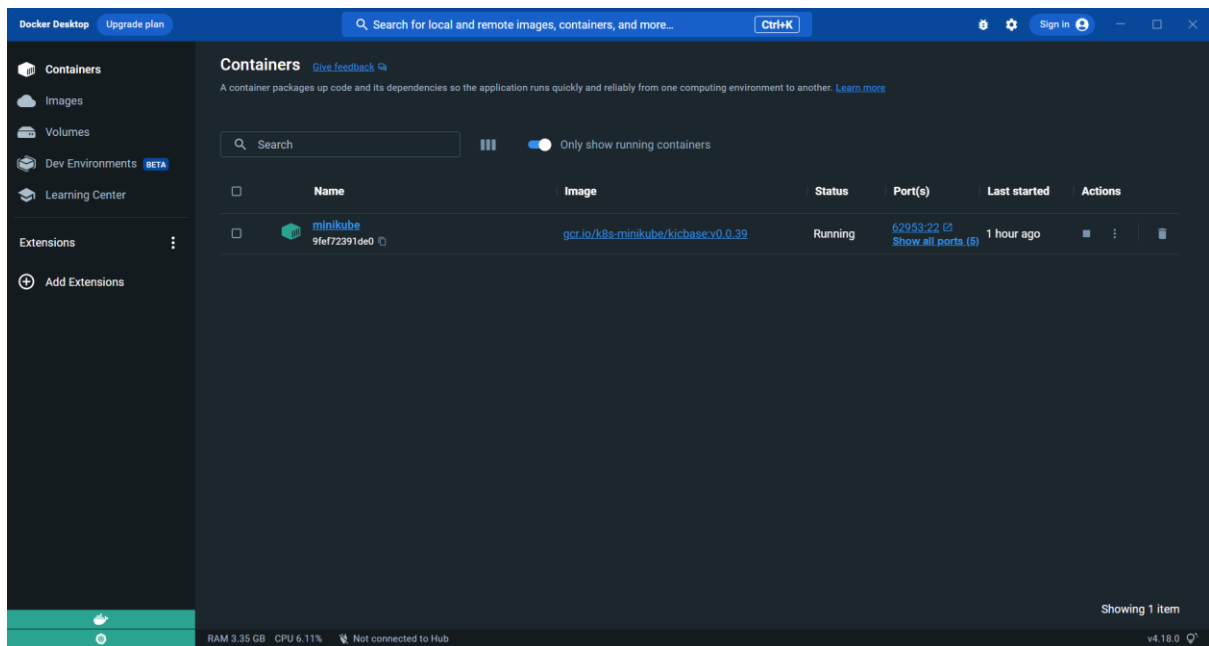 Docker Desktop Upgrade plan Search for local and remote images, containers, and more... Ctrl+K Sign in
Containers
Images
Volumes
Dev Environments BETA
Learning Center
Extensions
Add Extensions
Containers Give feedback
A container packages up code and its dependencies so the application runs quickly and reliably from one computing environment to another. Learn more
Search Only show running containers
Name Image Status Port(s) Last started Actions
minikube gcr.io/k8s-minikube/kicbase:v0.0.39 Running 62953:22 1 hour ago
9fef72391de0 Show all ports (5)
Showing 1 item
RAM 3.35 GB CPU 6.11% Not connected to Hub v4.18.0